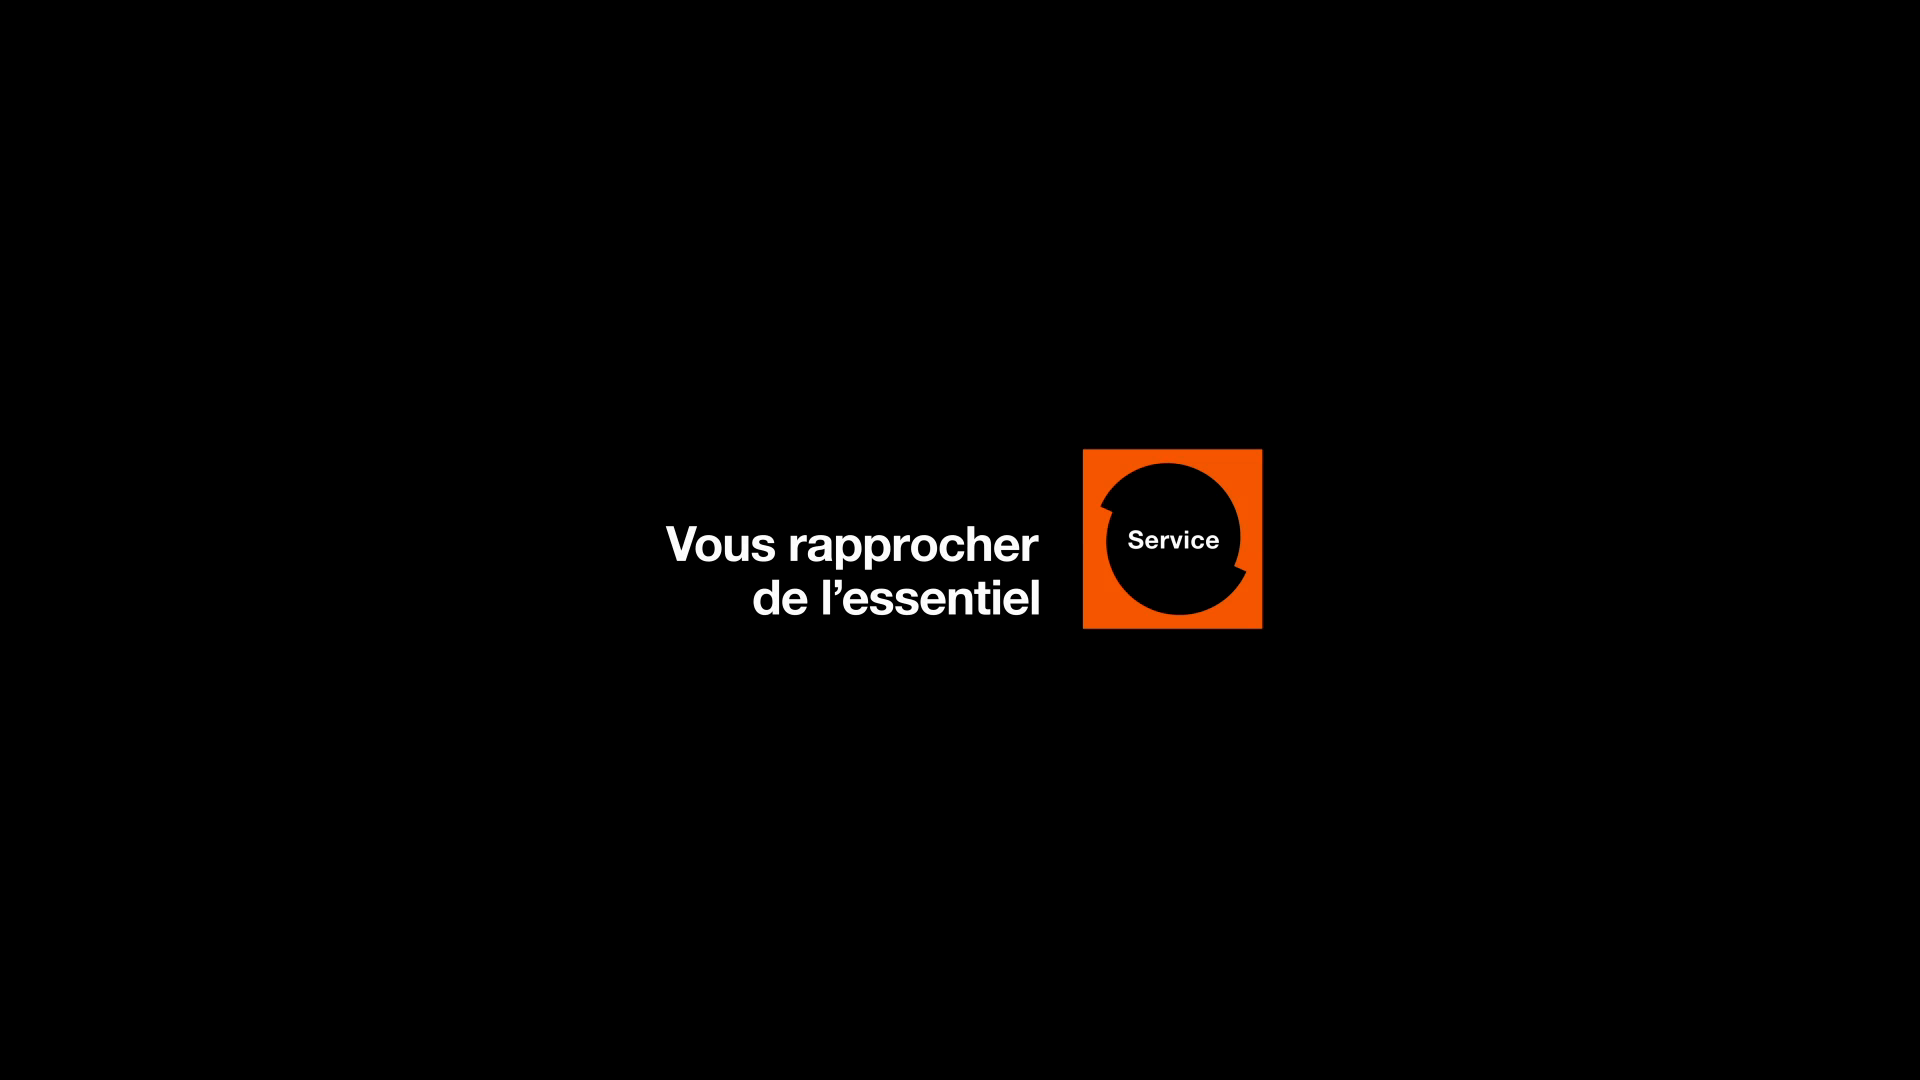 Vous rapprocher
de l’essentiel
Service